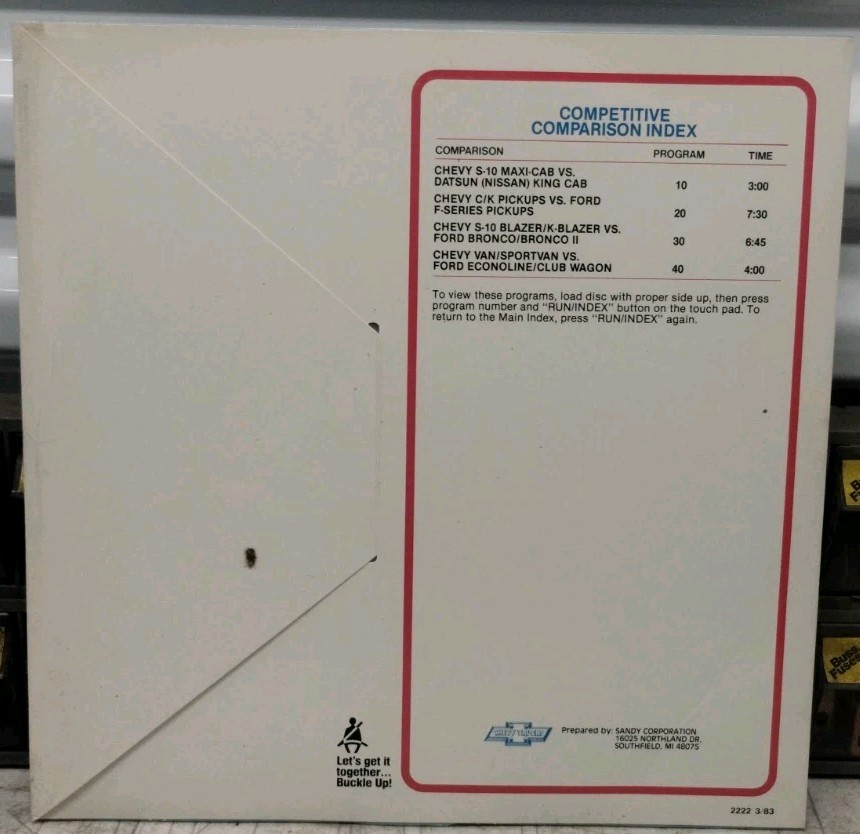 COMPETITIVE
COMPARISON INDEX
COMPARISON PROGRAM TIME
CHEVY S-10 MAXI-CAB VS.
DATSUN (NISSAN) KING CAB 10 3:00
CHEVY C/K PICKUPS VS. FORD
F-SERIES PICKUPS 20 7:30
CHEVY S-10 BLAZER/K-BLAZER VS.
FORD BRONCO/BRONCO II 30 6:45
CHEVY VAN/SPORTVAN VS.
FORD ECONOLINE/CLUB WAGON 40 4:00
To view these programs, load disc with proper side up, then press
program number and "RUN/INDEX" button on the touch pad. To
return to the Main Index, press "RUN/INDEX" again.
Prepared by: SANDY CORPORATION
16025 NORTHLAND DR.
SOUTHFIELD, MI 48075
Let's get it
together...
Buckle Up!
2222 3/83
Buss
Fuses